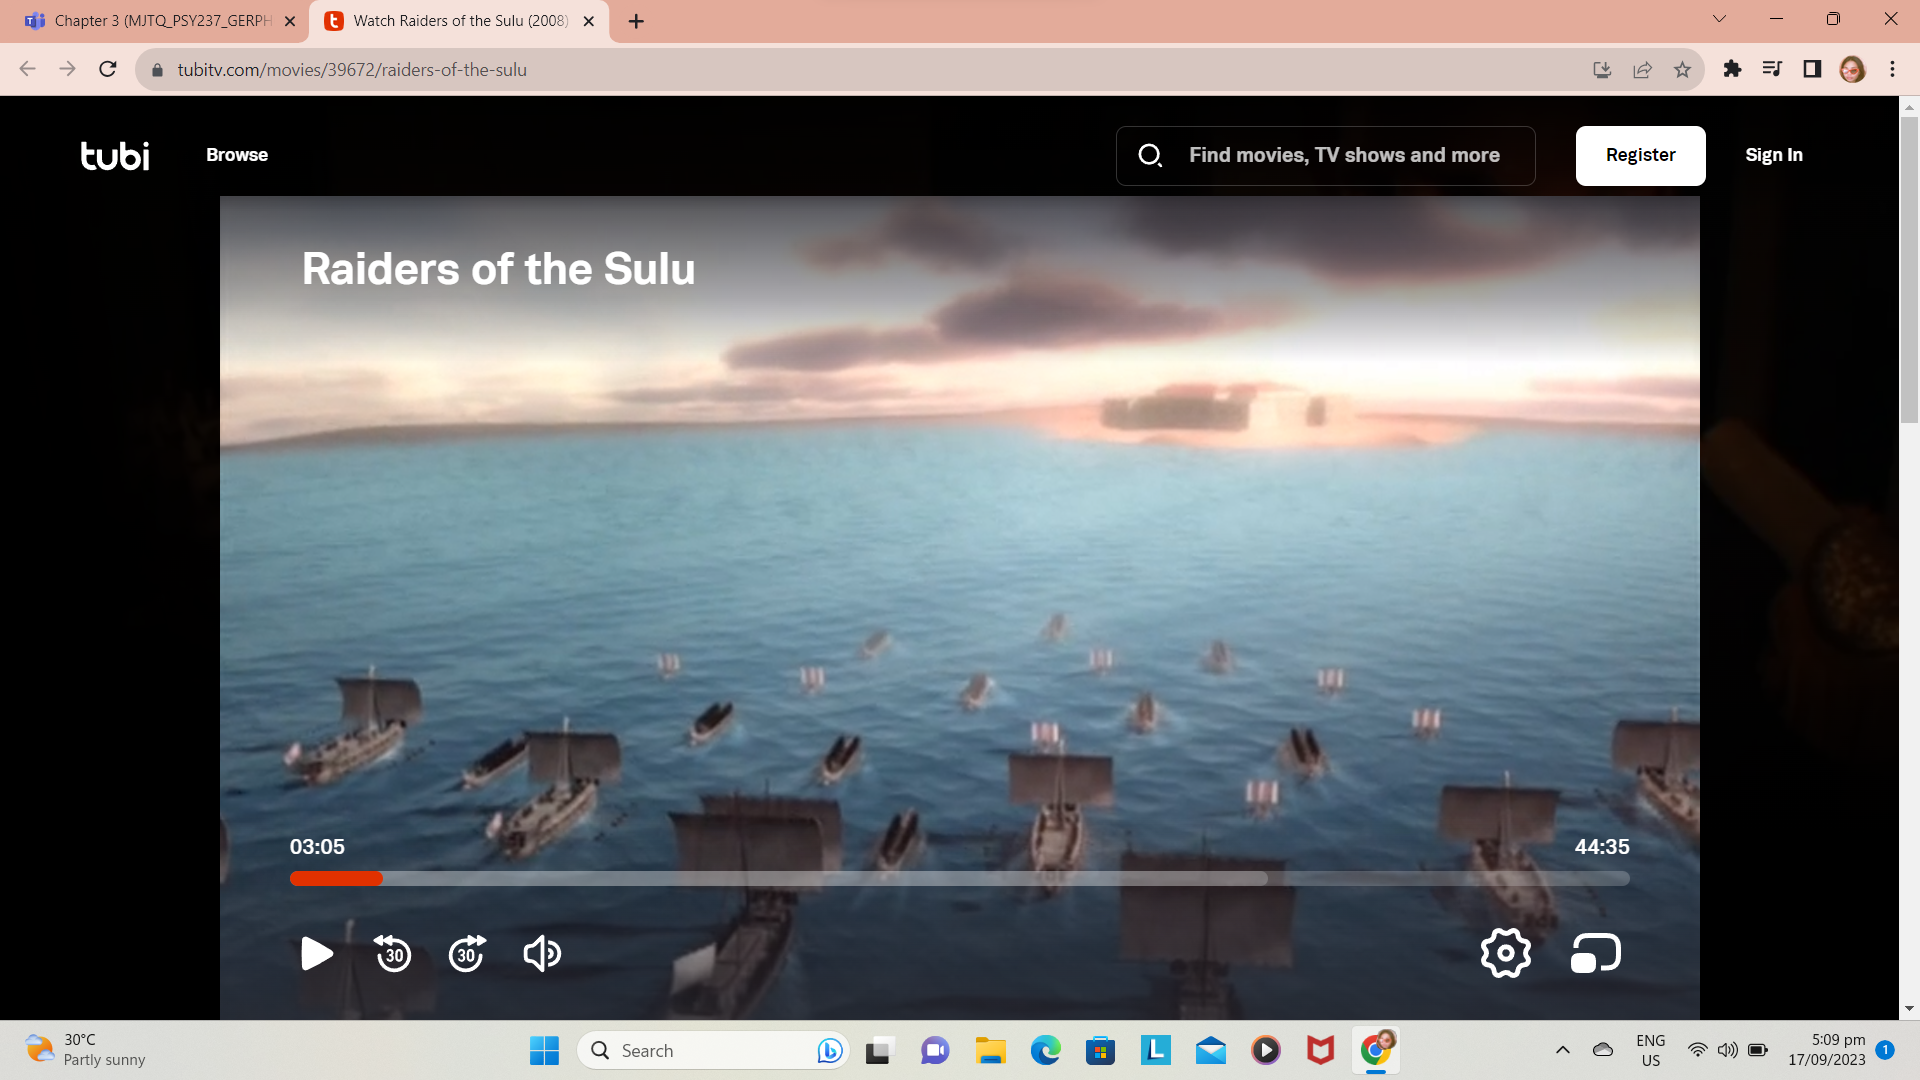 Chapter 3 (MJTQ_PSY237_GERPH
Watch Raiders of the Sulu (2008)
tubitv.com/movies/39672/raiders-of-the-sulu
tubi
Browse
Find movies, TV shows and more
Register
Sign In
Raiders of the Sulu
03:05
44:35
30
30
30°C
Partly sunny
Search
L
ENG
US
5:09 pm
17/09/2023
1